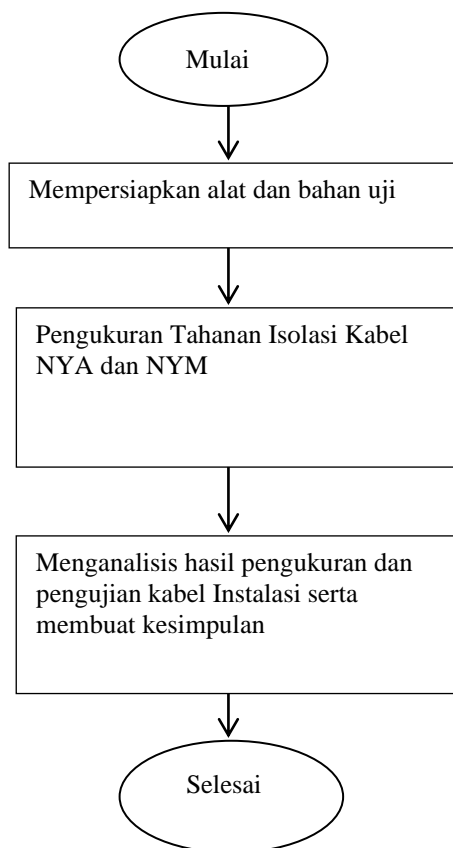 Mulai
Mempersiapkan alat dan bahan uji
Pengukuran Tahanan Isolasi Kabel
NYA dan NYM
Menganalisis hasil pengukuran dan
pengujian kabel Instalasi serta
membuat kesimpulan
Selesai